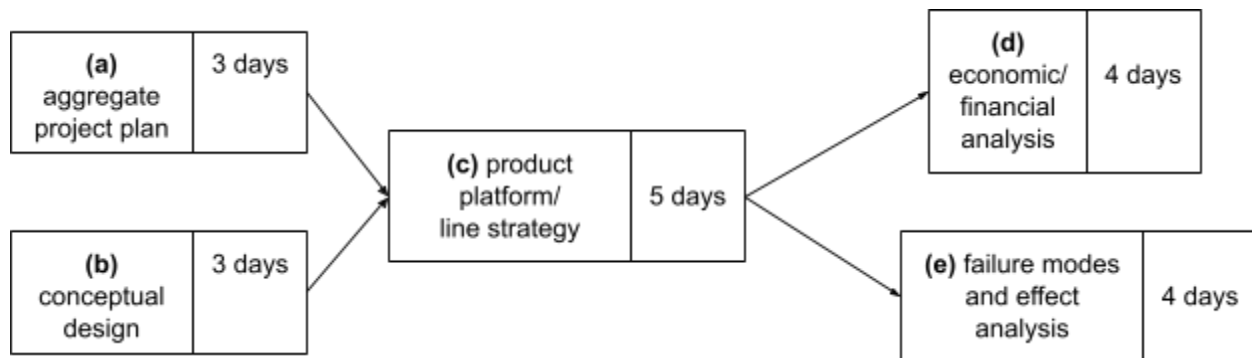 (a)
aggregate
project plan
3 days
(b)
conceptual
design
3 days
(c) product
platform/
line strategy
5 days
(d)
economic/
financial
analysis
4 days
(e) failure modes
and effect
analysis
4 days